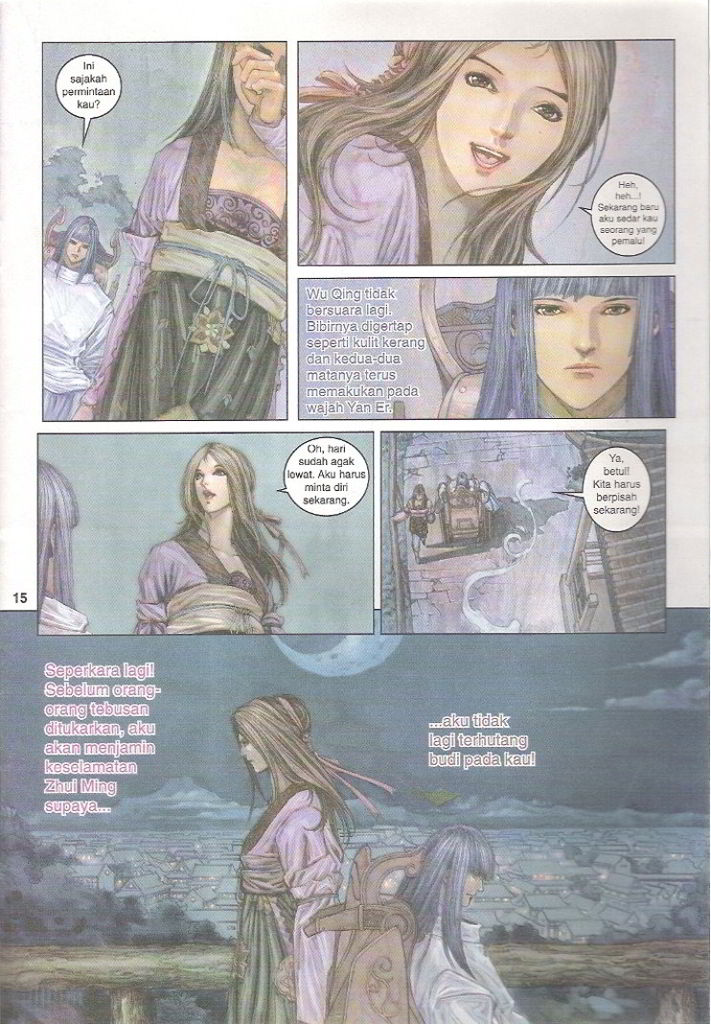 Ini
sajakah
permintaan
kau?
Heh,
heh...!
Sekarang baru
aku sedar kau
seorang yang
pemalu!
Wu Qing tidak
bersuara lagi.
Bibirnya digertap
seperti kulit kerang
dan kedua-dua
matanya terus
memakukan pada
wajah Yan Er.
Oh, hari
sudah agak
lewat. Aku harus
minta diri
sekarang.
Ya,
betul!
Kita harus
berpisah
sekarang!
15
Seperkara lagi!
Sebelum orang-
orang tebusan
ditukarkan, aku
akan menjamin
keselamatan
Zhui Ming
supaya...
...aku tidak
lagi terhutang
budi pada kau!